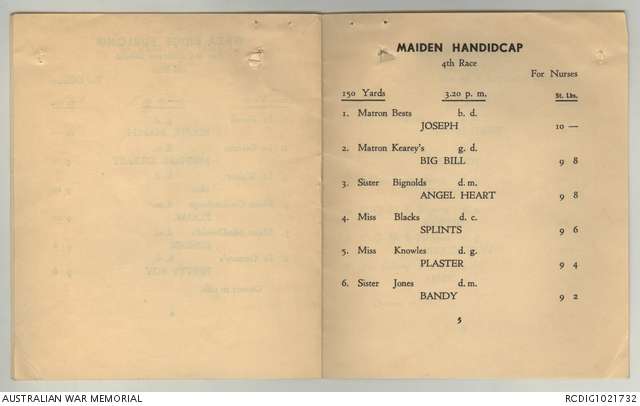 MAIDEN HANDIDCAP
4th Race
For Nurses
150 Yards 3.20 p. m. St. Lbs.
1. Matron Bests b. d.
JOSEPH 10 —
2. Matron Kearey's g. d.
BIG BILL 9 8
3. Sister Bignolds d. m.
ANGEL HEART 9 8
4. Miss Blacks d. c.
SPLINTS 9 6
5. Miss Knowles d. g.
PLASTER 9 4
6. Sister Jones d. m.
BANDY 9 2
5
AUSTRALIAN WAR MEMORIAL RCDIG1021732